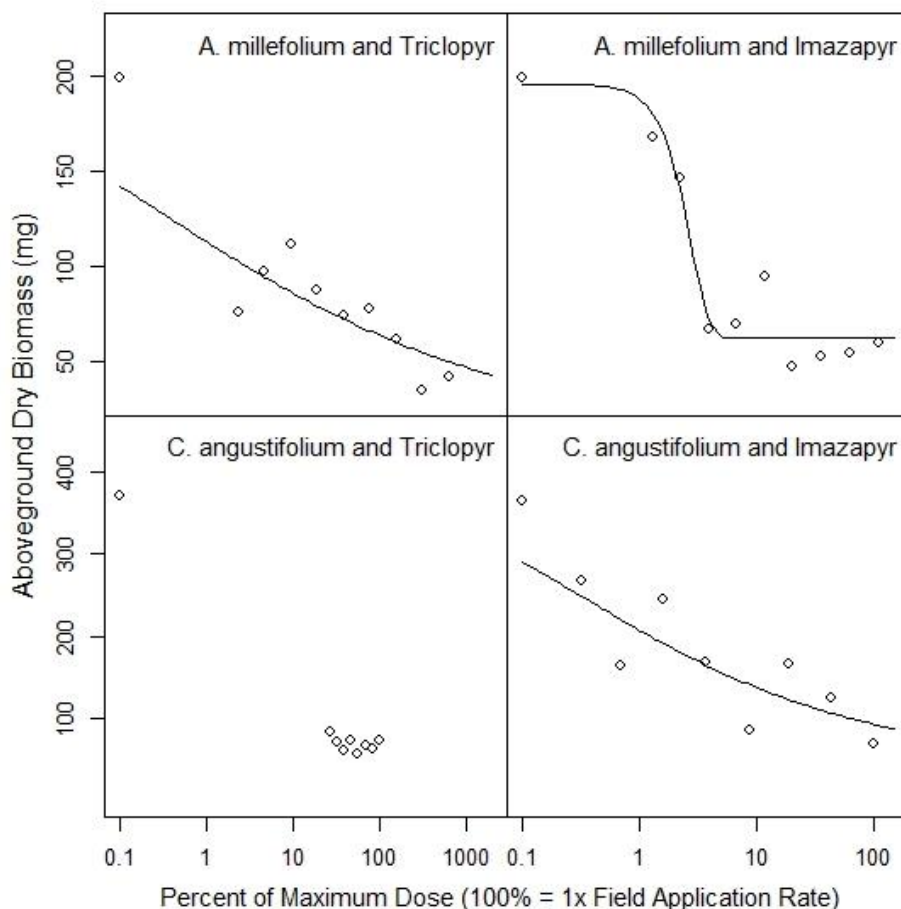 A. millefolium and Triclopyr
A. millefolium and Imazapyr
200
150
100
50
C. angustifolium and Triclopyr
C. angustifolium and Imazapyr
400
300
200
100
Aboveground Dry Biomass (mg)
0.1 1 10 100 1000
0.1 1 10 100
Percent of Maximum Dose (100% = 1x Field Application Rate)